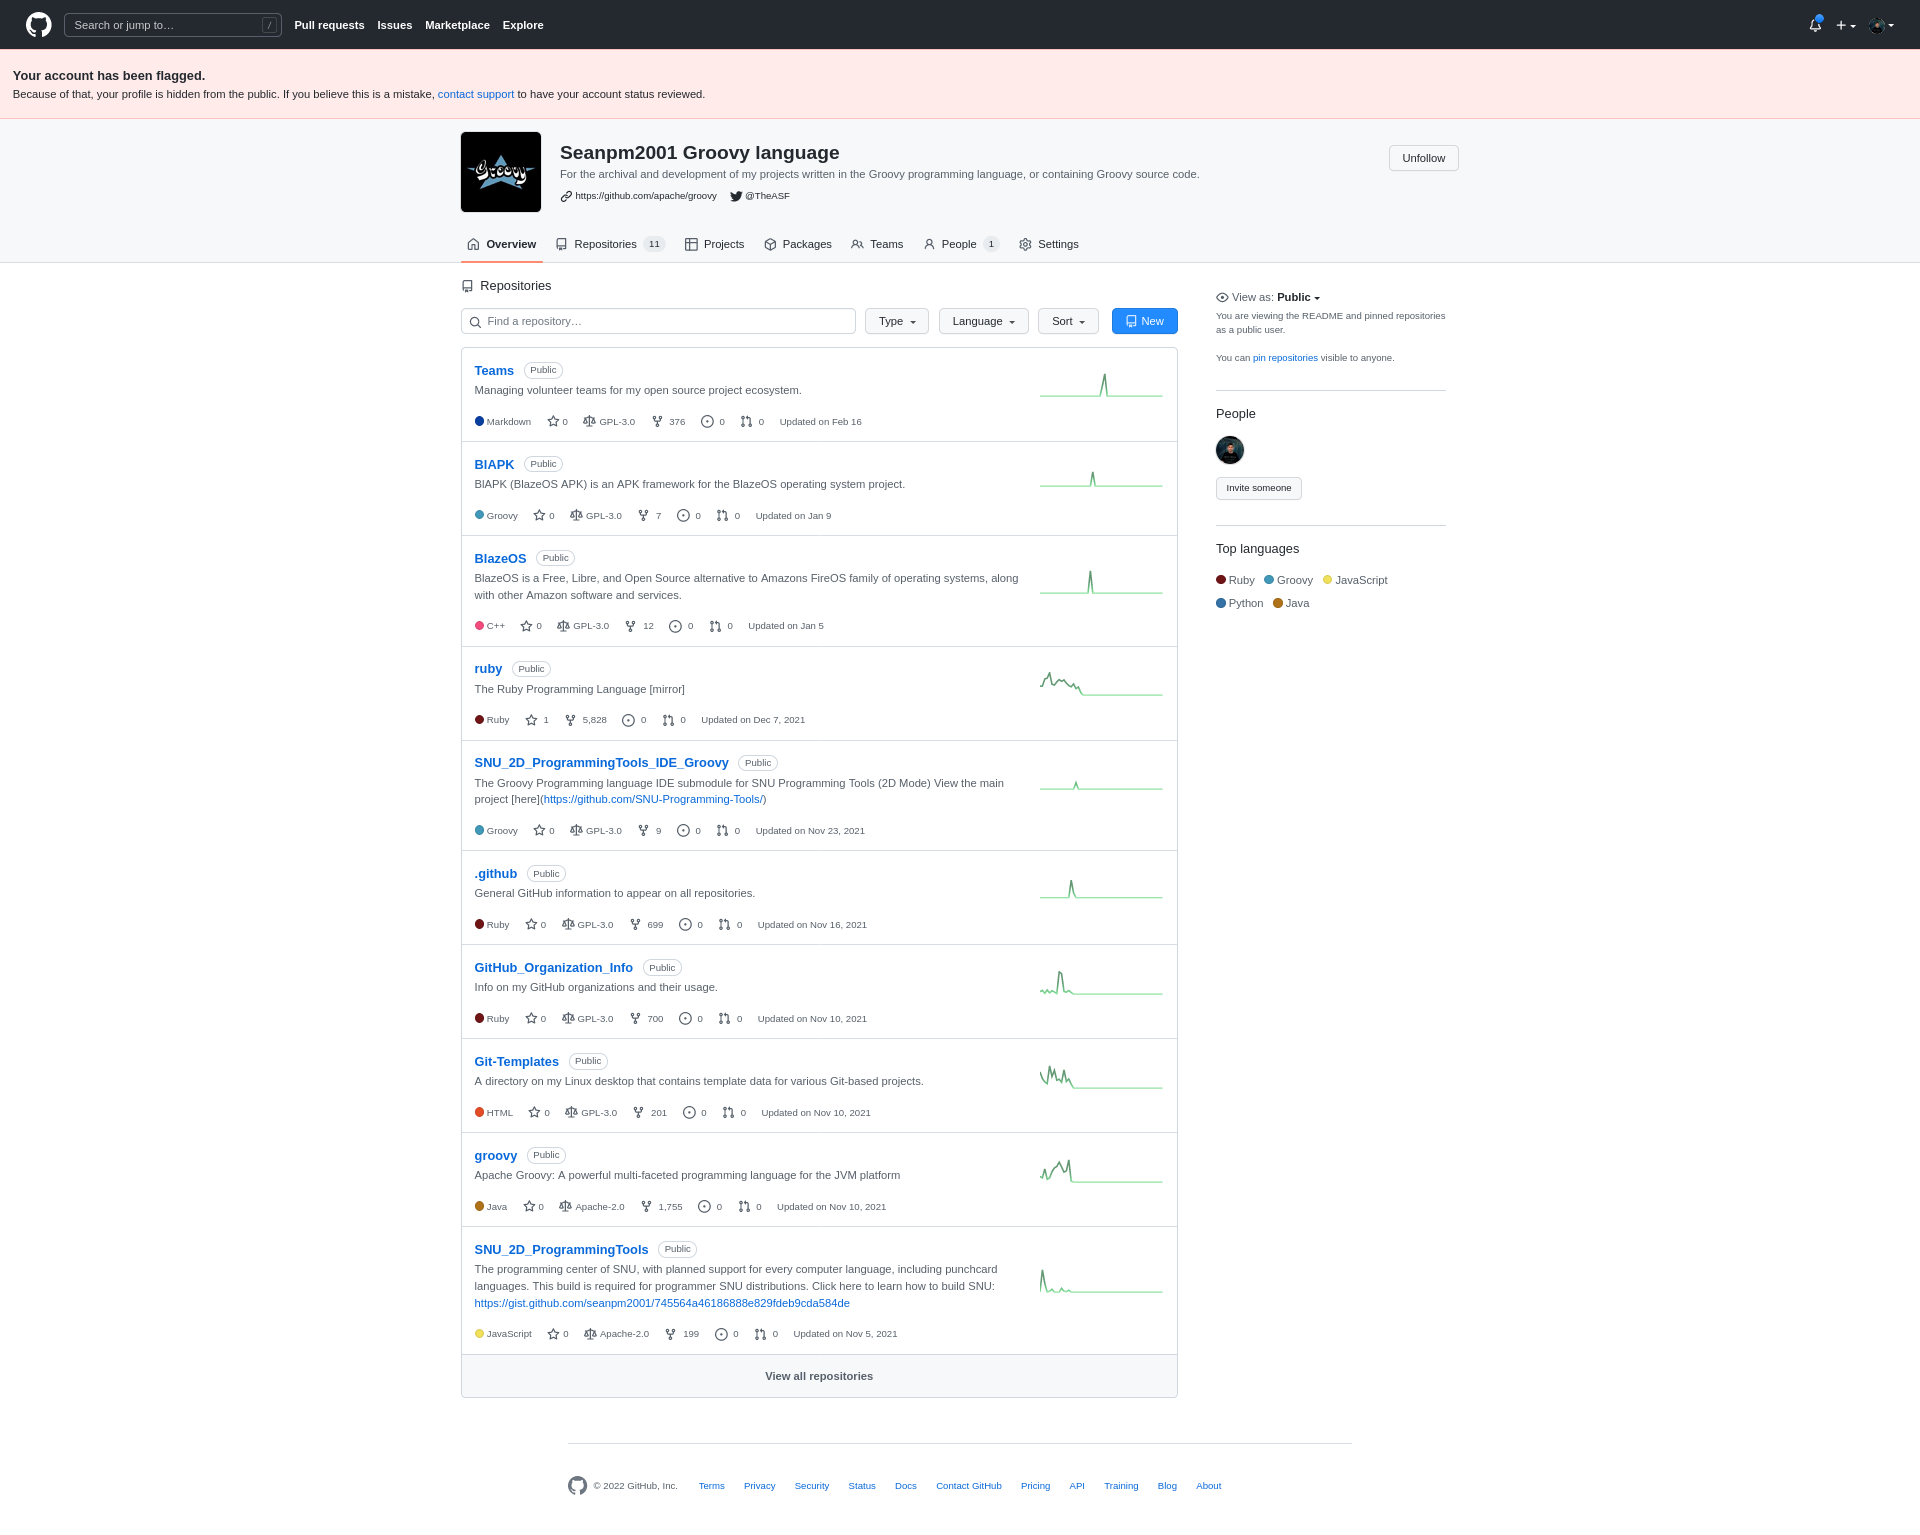 Search or jump to… /
Pull requests Issues Marketplace Explore
Your account has been flagged.
Because of that, your profile is hidden from the public. If you believe this is a mistake, contact support to have your account status reviewed.
Groovy
Seanpm2001 Groovy language
For the archival and development of my projects written in the Groovy programming language, or containing Groovy source code.
https://github.com/apache/groovy @TheASF
Unfollow
Overview Repositories 11 Projects Packages Teams People 1 Settings
Repositories
Find a repository… Type Language Sort New
Teams Public
Managing volunteer teams for my open source project ecosystem.
Markdown 0 GPL-3.0 376 0 0 Updated on Feb 16
BlAPK Public
BlAPK (BlazeOS APK) is an APK framework for the BlazeOS operating system project.
Groovy 0 GPL-3.0 7 0 0 Updated on Jan 9
BlazeOS Public
BlazeOS is a Free, Libre, and Open Source alternative to Amazons FireOS family of operating systems, along
with other Amazon software and services.
C++ 0 GPL-3.0 12 0 0 Updated on Jan 5
ruby Public
The Ruby Programming Language [mirror]
Ruby 1 5,828 0 0 Updated on Dec 7, 2021
SNU_2D_ProgrammingTools_IDE_Groovy Public
The Groovy Programming language IDE submodule for SNU Programming Tools (2D Mode) View the main
project [here](https://github.com/SNU-Programming-Tools/)
Groovy 0 GPL-3.0 9 0 0 Updated on Nov 23, 2021
.github Public
General GitHub information to appear on all repositories.
Ruby 0 GPL-3.0 699 0 0 Updated on Nov 16, 2021
GitHub_Organization_Info Public
Info on my GitHub organizations and their usage.
Ruby 0 GPL-3.0 700 0 0 Updated on Nov 10, 2021
Git-Templates Public
A directory on my Linux desktop that contains template data for various Git-based projects.
HTML 0 GPL-3.0 201 0 0 Updated on Nov 10, 2021
groovy Public
Apache Groovy: A powerful multi-faceted programming language for the JVM platform
Java 0 Apache-2.0 1,755 0 0 Updated on Nov 10, 2021
SNU_2D_ProgrammingTools Public
The programming center of SNU, with planned support for every computer language, including punchcard
languages. This build is required for programmer SNU distributions. Click here to learn how to build SNU:
https://gist.github.com/seanpm2001/745564a46186888e829fdeb9cda584de
JavaScript 0 Apache-2.0 199 0 0 Updated on Nov 5, 2021
View all repositories
View as: Public
You are viewing the README and pinned repositories
as a public user.
You can pin repositories visible to anyone.
People
Invite someone
Top languages
Ruby Groovy JavaScript
Python Java
© 2022 GitHub, Inc. Terms Privacy Security Status Docs Contact GitHub Pricing API Training Blog About